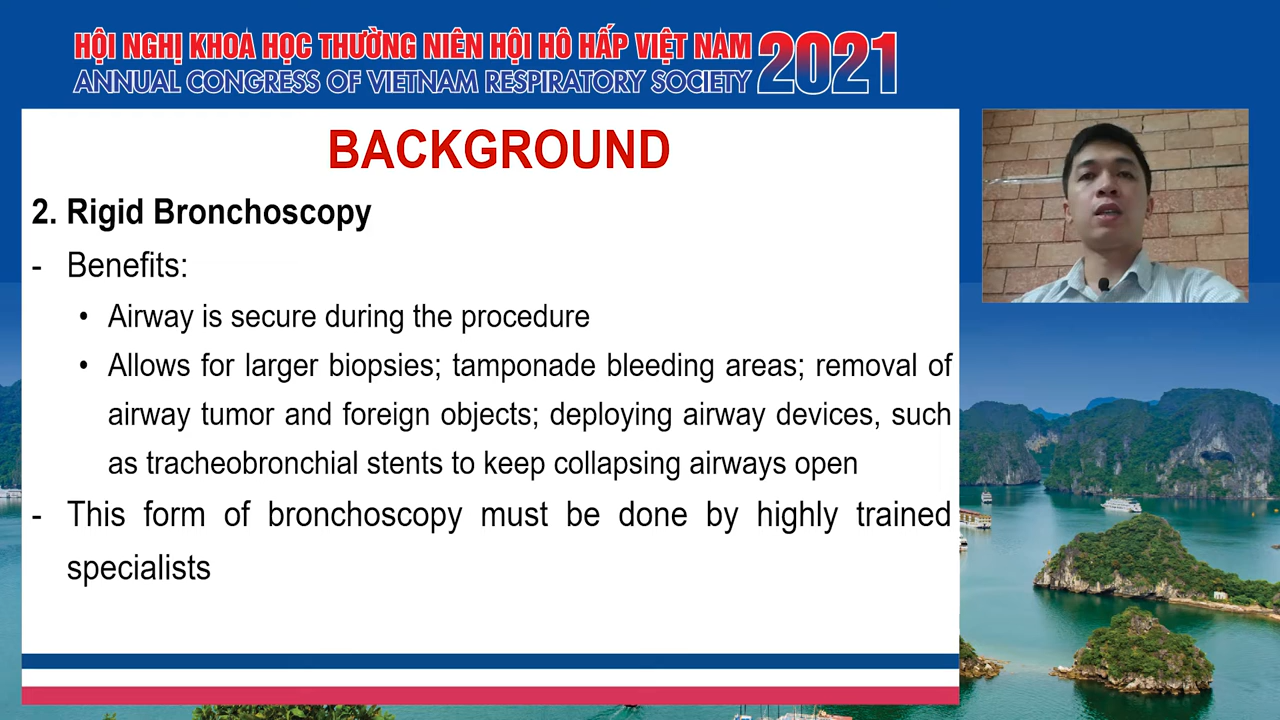 HỘI NGHỊ KHOA HỌC THƯỜNG NIÊN HỘI HÔ HẤP VIỆT NAM 2021
ANNUAL CONGRESS OF VIETNAM RESPIRATORY SOCIETY
BACKGROUND
2. Rigid Bronchoscopy
- Benefits:
• Airway is secure during the procedure
• Allows for larger biopsies; tamponade bleeding areas; removal of
airway tumor and foreign objects; deploying airway devices, such
as tracheobronchial stents to keep collapsing airways open
- This form of bronchoscopy must be done by highly trained
specialists